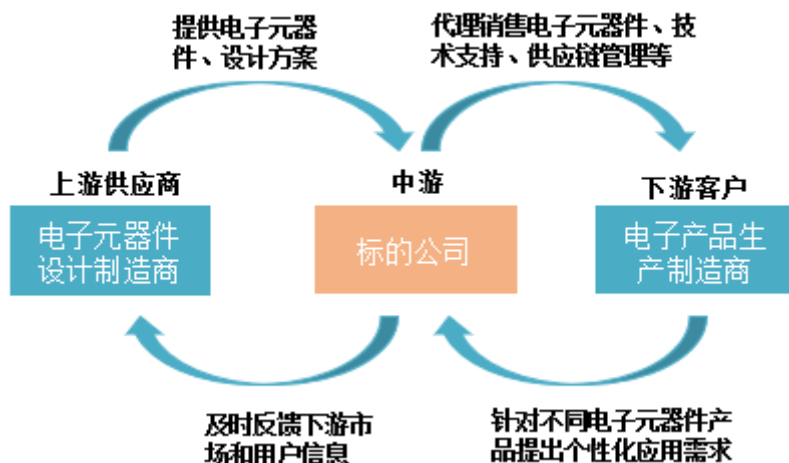 提供电子元器
件、设计方案
代理销售电子元器件、技
术支持、供应链管理等
上游供应商
中游
下游客户
电子元器件
设计制造商
标的公司
电子产品生
产制造商
及时反馈下游市
场和用户信息
针对不同电子元器件产
品提出个性化应用需求